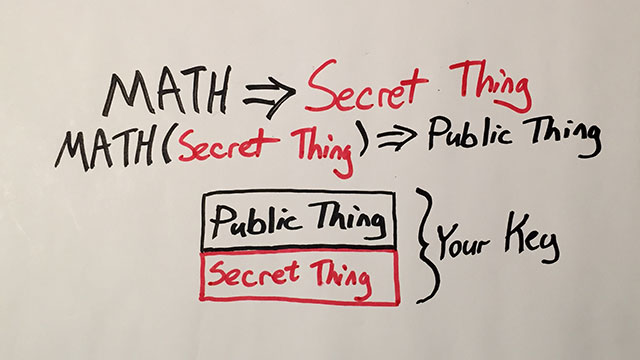 MATH ⇒ Secret Thing
MATH(Secret Thing) ⇒ Public Thing
Public Thing
Secret Thing
Your Key